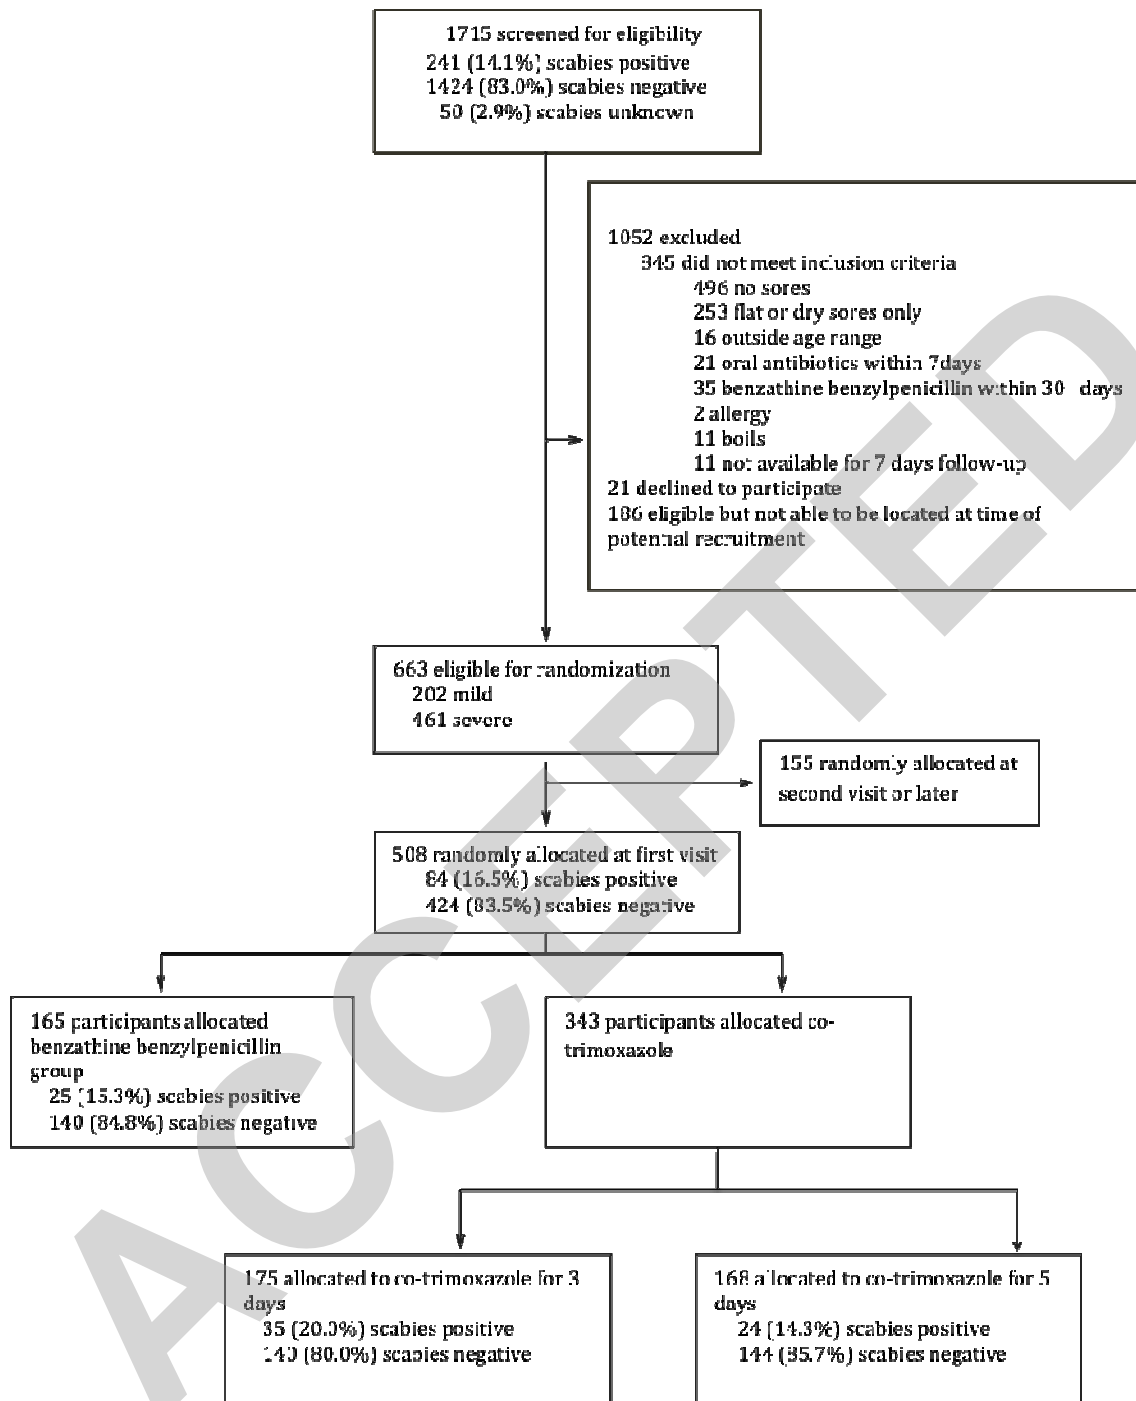 1715 screened for eligibility
241 (14.1%) scabies positive
1424 (83.0%) scabies negative
50 (2.9%) scabies unknown
1052 excluded
845 did not meet inclusion criteria
496 no sores
253 flat or dry sores only
16 outside age range
21 oral antibiotics within 7days
35 benzathine benzylpenicillin within 30 days
2 allergy
11 boils
11 not available for 7 days follow-up
21 declined to participate
186 eligible but not able to be located at time of
potential recruitment
663 eligible for randomization
202 mild
461 severe
155 randomly allocated at
second visit or later
508 randomly allocated at first visit
84 (16.5%) scabies positive
424 (83.5%) scabies negative
165 participants allocated
benzathine benzylpenicillin
group
25 (15.3%) scabies positive
140 (84.8%) scabies negative
343 participants allocated co-
trimoxazole
175 allocated to co-trimoxazole for 3
days
35 (20.0%) scabies positive
140 (80.0%) scabies negative
168 allocated to co-trimoxazole for 5
days
24 (14.3%) scabies positive
144 (85.7%) scabies negative
ACCEPTED